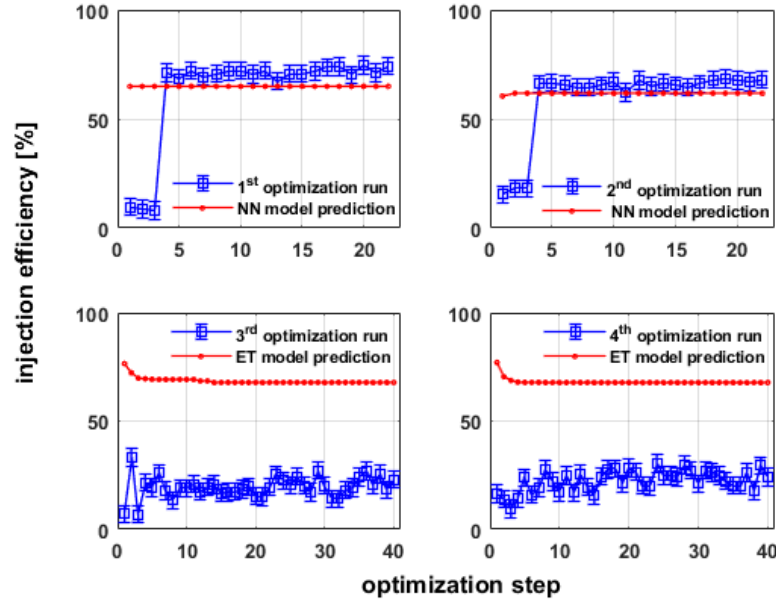 injection efficiency [%]
100
50
0
0 5 10 15 20
1st optimization run
NN model prediction
100
50
0
0 5 10 15 20
2nd optimization run
NN model prediction
100
50
0
0 10 20 30 40
3rd optimization run
ET model prediction
100
50
0
0 10 20 30 40
4th optimization run
ET model prediction
optimization step